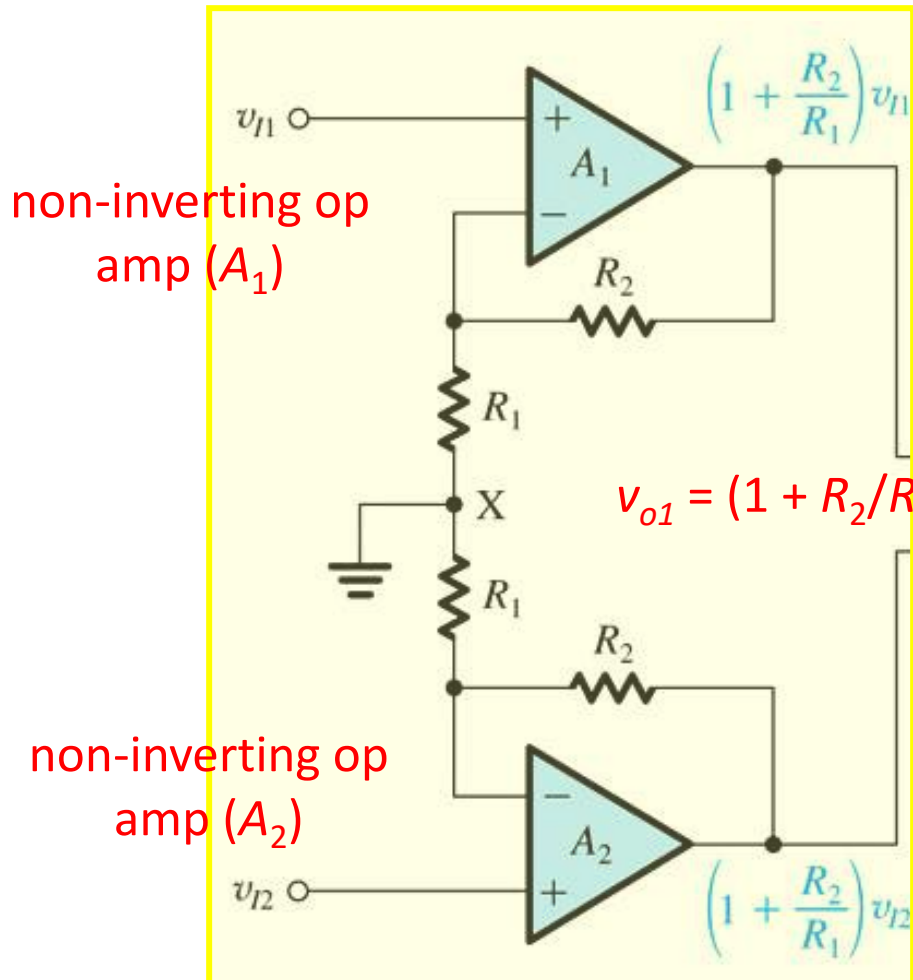 (1 + R₂/R₁) v_I1
v_I1
+
A₁
−
non-inverting op
amp (A₁)
R₂
R₁
X
v_o1 = (1 + R₂/R
R₁
R₂
non-inverting op
amp (A₂)
−
A₂
+
v_I2
(1 + R₂/R₁) v_I2